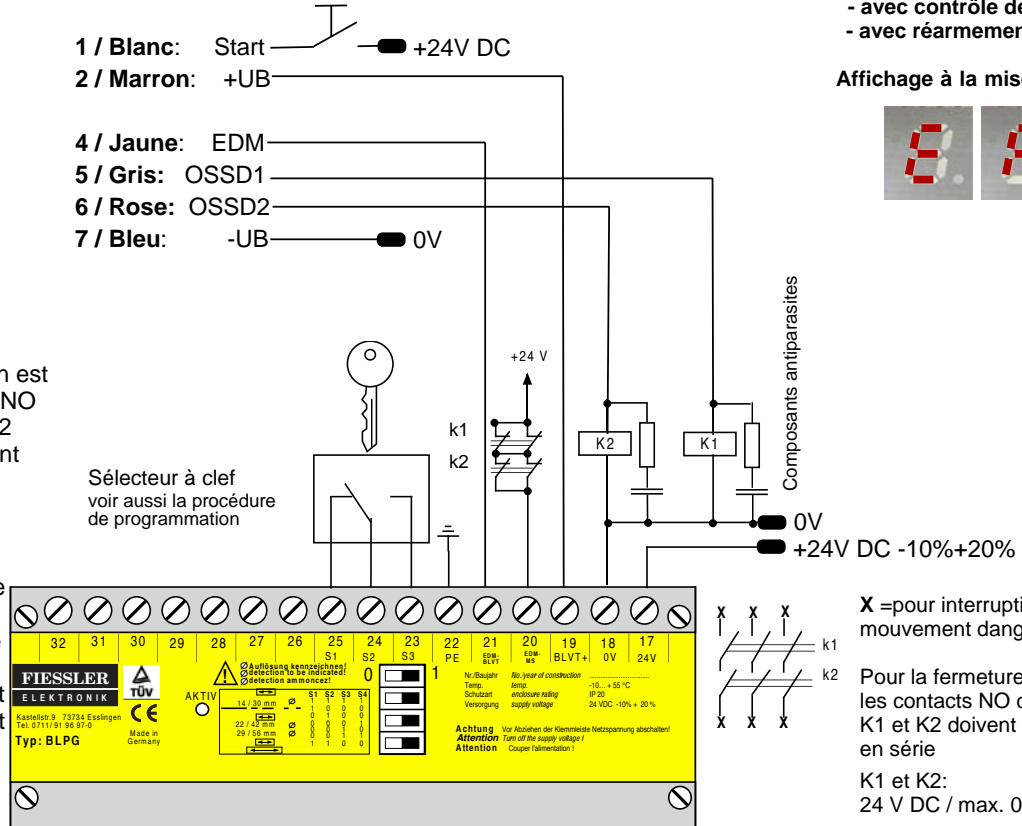 - avec contrôle de
- avec réarmemen
Affichage à la mise
1 / Blanc: Start +24V DC
2 / Marron: +UB
4 / Jaune: EDM
5 / Gris: OSSD1
6 / Rose: OSSD2
7 / Bleu: -UB 0V
n est
NO
2
nt
Sélecteur à clef
voir aussi la procédure
de programmation
+24 V
k1
k2
K2
K1
Composants antiparasites
0V
+24V DC -10%+20%
e
t
t
32 31 30 29 28 27 26 25 24 23 22 21 20 19 18 17
S1 S2 S3 PE EDM-BLVT EDM-MS BLVT+ 0V 24V
FIESSLER
ELEKTRONIK
Kastellstr.9 73734 Esslingen
Tel. 0711/ 91 96 97-0
Typ: BLPG
TÜV
CE
Made in
Germany
AKTIV
Auflösung kennzeichnen!
detection to be indicated!
detection am moncez!
S1 S2 S3 S4
14 / 30 mm
22 / 42 mm
29 / 56 mm
0 1
Nr./Baujahr No./year of construction
Temp. temp. -10... + 55 °C
Schutzart enclosure rating IP 20
Versorgung supply voltage 24 VDC -10% + 20 %
Achtung Vor Abziehen der Klemmleiste Netzspannung abschalten!
Attention Turn off the supply voltage !
Attention Couper l'alimentation !
X X X
k1
k2
X X X
X =pour interrupti
mouvement dang
Pour la fermeture
les contacts NO d
K1 et K2 doivent
en série
K1 et K2:
24 V DC / max. 0